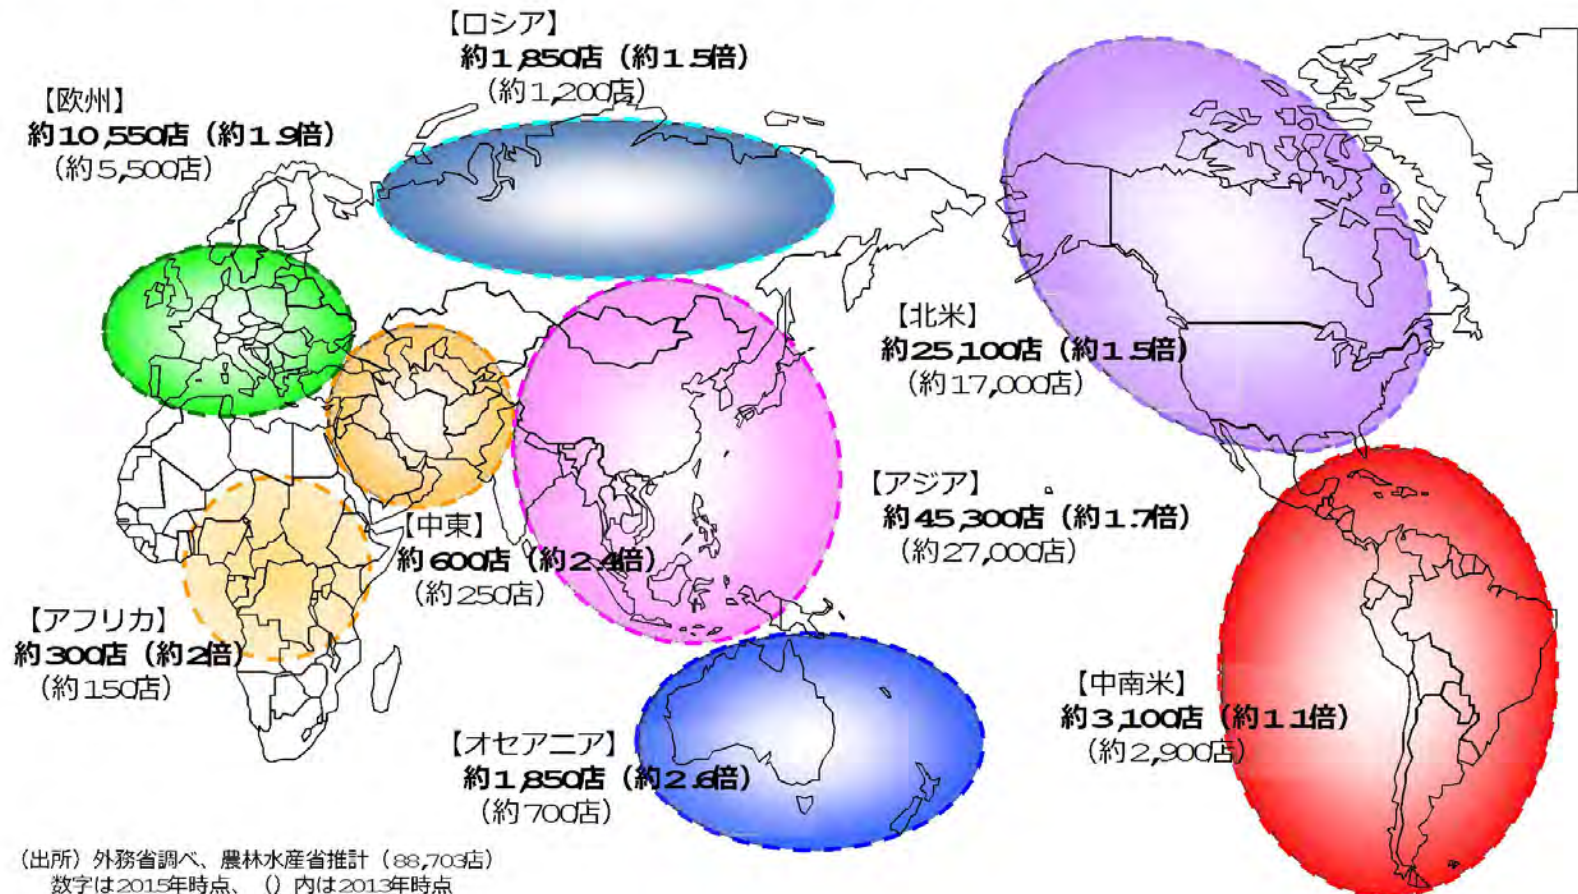 【ロシア】
約1,850店（約1.5倍）
（約1,200店）
【欧州】
約10,550店（約1.9倍）
（約5,500店）
【北米】
約25,100店（約1.5倍）
（約17,000店）
【アジア】
約45,300店（約1.7倍）
（約27,000店）
【中東】
約600店（約2.4倍）
（約250店）
【アフリカ】
約300店（約2倍）
（約150店）
【中南米】
約3,100店（約1.1倍）
（約2,900店）
【オセアニア】
約1,850店（約2.6倍）
（約700店）
（出所）外務省調べ、農林水産省推計（88,703店）
数字は2015年時点、（）内は2013年時点